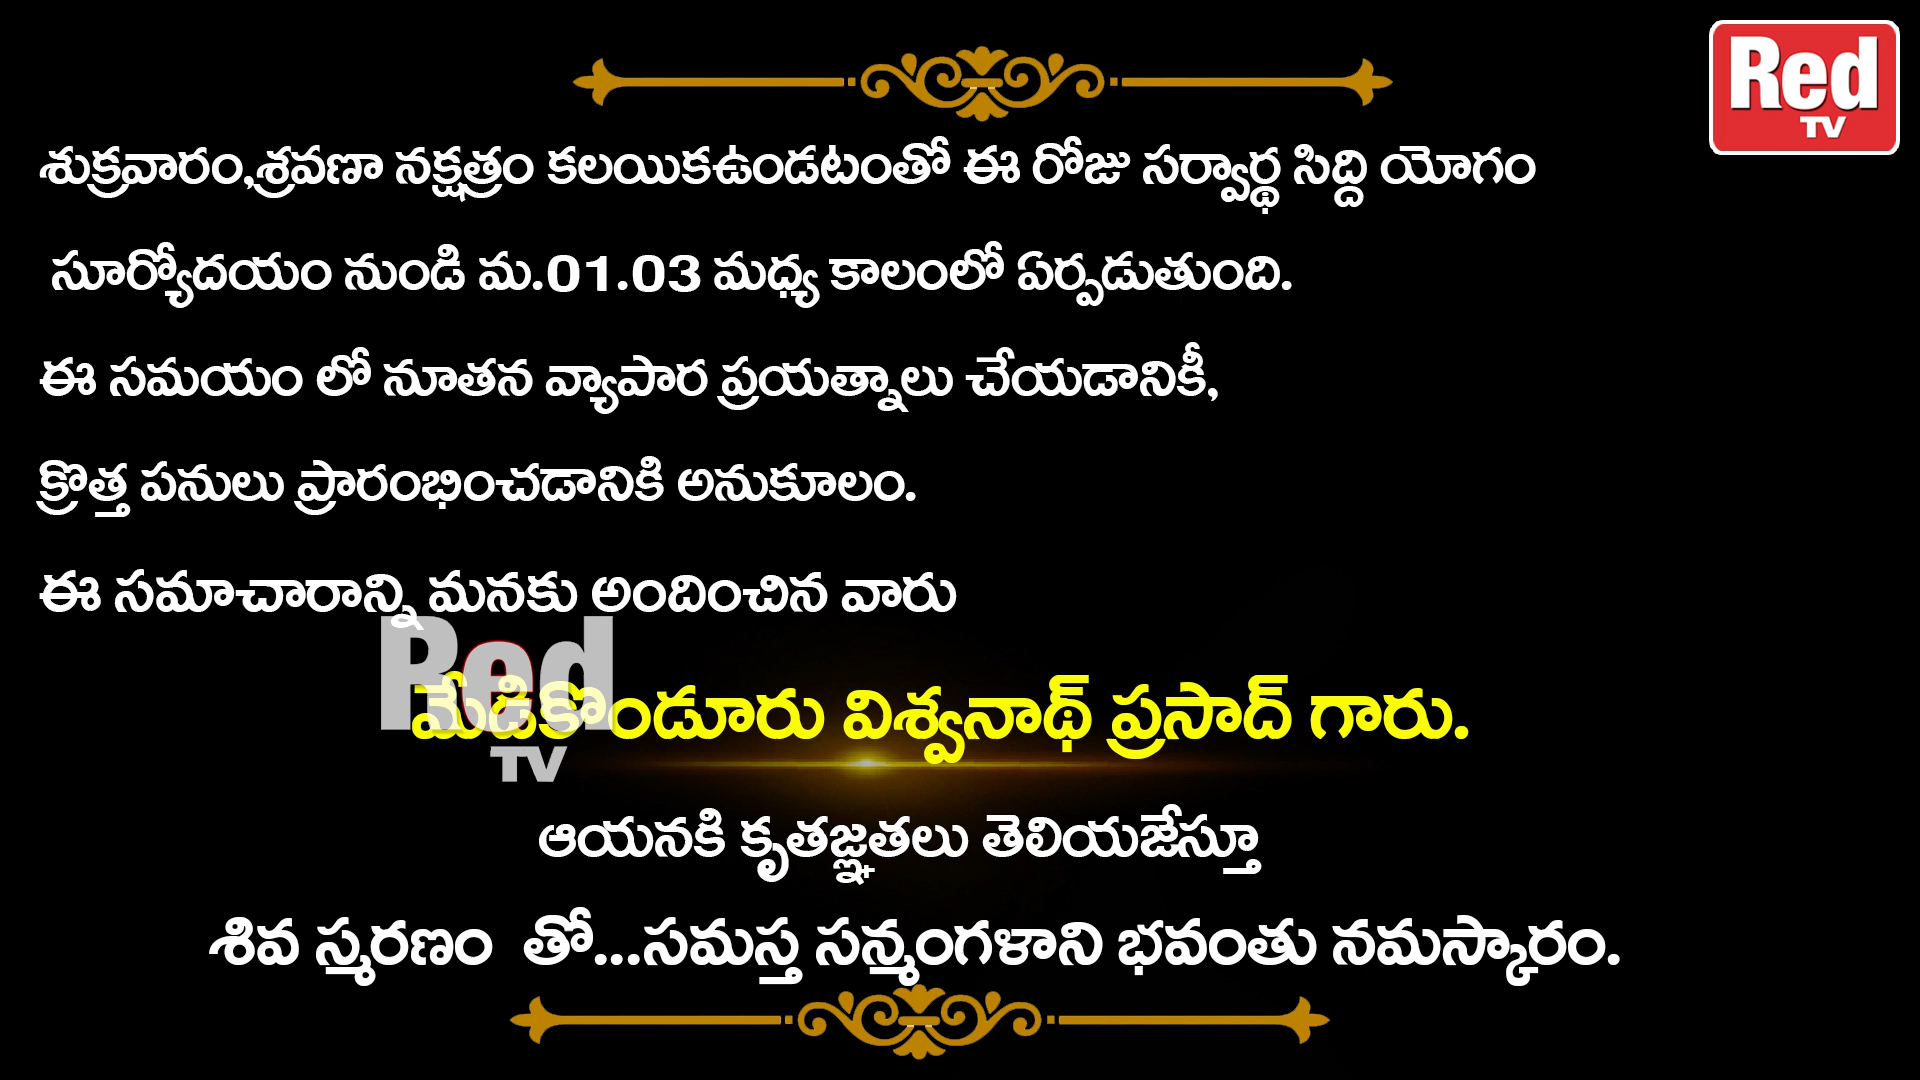 Red
TV
శుక్రవారం,శ్రవణా నక్షత్రం కలయికఉండటంతో ఈ రోజు సర్వార్థ సిద్ది యోగం
సూర్యోదయం నుండి మ.01.03 మధ్య కాలంలో ఏర్పడుతుంది.
ఈ సమయం లో నూతన వ్యాపార ప్రయత్నాలు చేయడానికీ,
క్రొత్త పనులు ప్రారంభించడానికి అనుకూలం.
ఈ సమాచారాన్ని మనకు అందించిన వారు
Red
మేడికొండూరు విశ్వనాథ్ ప్రసాద్ గారు.
TV
ఆయనకి కృతజ్ఞతలు తెలియజేస్తూ
శివ స్మరణం తో...సమస్త సన్మంగళాని భవంతు నమస్కారం.